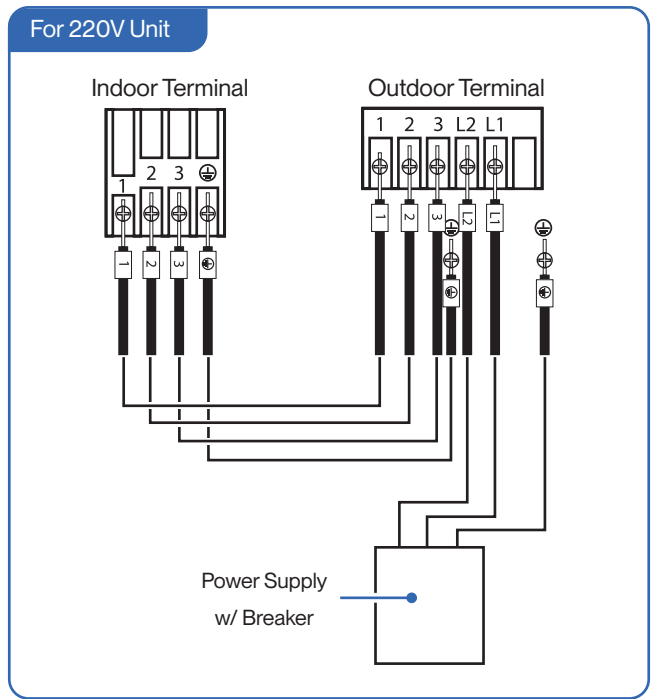 For 220V Unit
Indoor Terminal
Outdoor Terminal
1 2 3 L2 L1
1 2 3
1 2 3 L2 L1
1 2 3
Power Supply
w/ Breaker